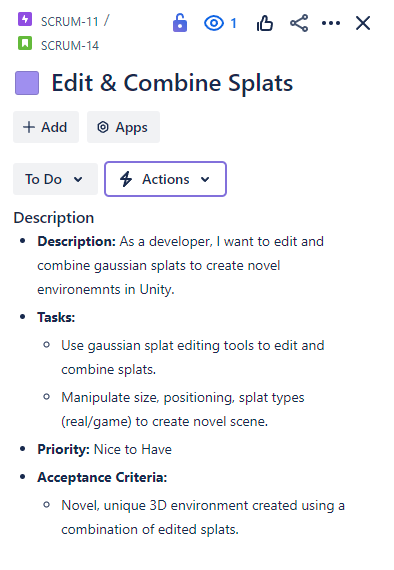 SCRUM-11 /
1
SCRUM-14
Edit & Combine Splats
+ Add
Apps
To Do
Actions
Description
• Description: As a developer, I want to edit and
combine gaussian splats to create novel
environemnts in Unity.
• Tasks:
◦ Use gaussian splat editing tools to edit and
combine splats.
◦ Manipulate size, positioning, splat types
(real/game) to create novel scene.
• Priority: Nice to Have
• Acceptance Criteria:
◦ Novel, unique 3D environment created using a
combination of edited splats.